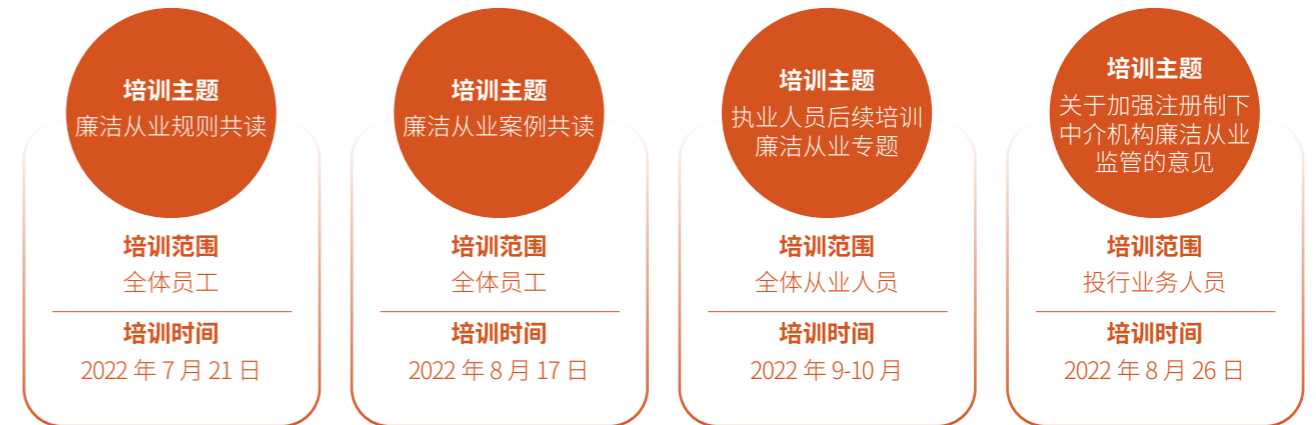 培训主题
廉洁从业规则共读
培训范围
全体员工
培训时间
2022 年 7 月 21 日
培训主题
廉洁从业案例共读
培训范围
全体员工
培训时间
2022 年 8 月 17 日
培训主题
执业人员后续培训
廉洁从业专题
培训范围
全体从业人员
培训时间
2022 年 9-10 月
培训主题
关于加强注册制下
中介机构廉洁从业
监管的意见
培训范围
投行业务人员
培训时间
2022 年 8 月 26 日